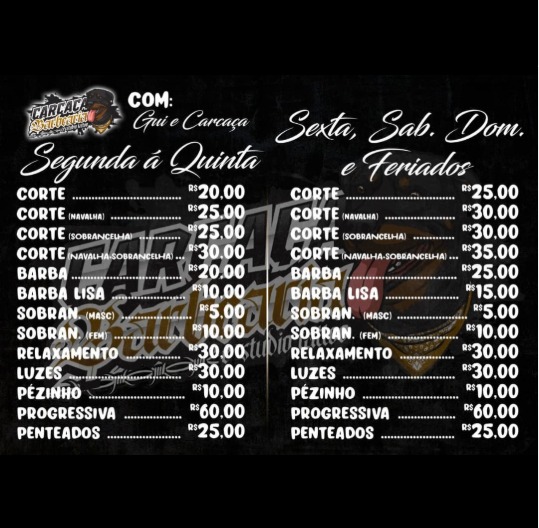 CARCAÇA
Barbearia
COM:
Gui e Carcaça
Segunda á Quinta
CORTE ........ R$20,00
CORTE (NAVALHA) ........ R$25,00
CORTE (SOBRANCELHA) ........ R$25,00
CORTE (NAVALHA-SOBRANCELHA) ... R$30,00
BARBA ........ R$20,00
BARBA LISA ........ R$10,00
SOBRAN. (MASC) ........ R$5,00
SOBRAN. (FEM) ........ R$10,00
RELAXAMENTO ........ R$30,00
LUZES ........ R$30,00
PÉZINHO ........ R$10,00
PROGRESSIVA ........ R$60,00
PENTEADOS ........ R$25,00
Sexta, Sab. Dom.
e Feriados
CORTE ........ R$25,00
CORTE (NAVALHA) ........ R$30,00
CORTE (SOBRANCELHA) ........ R$30,00
CORTE (NAVALHA-SOBRANCELHA) ... R$35,00
BARBA ........ R$25,00
BARBA LISA ........ R$15,00
SOBRAN. (MASC) ........ R$5,00
SOBRAN. (FEM) ........ R$10,00
RELAXAMENTO ........ R$30,00
LUZES ........ R$30,00
PÉZINHO ........ R$10,00
PROGRESSIVA ........ R$60,00
PENTEADOS ........ R$25,00